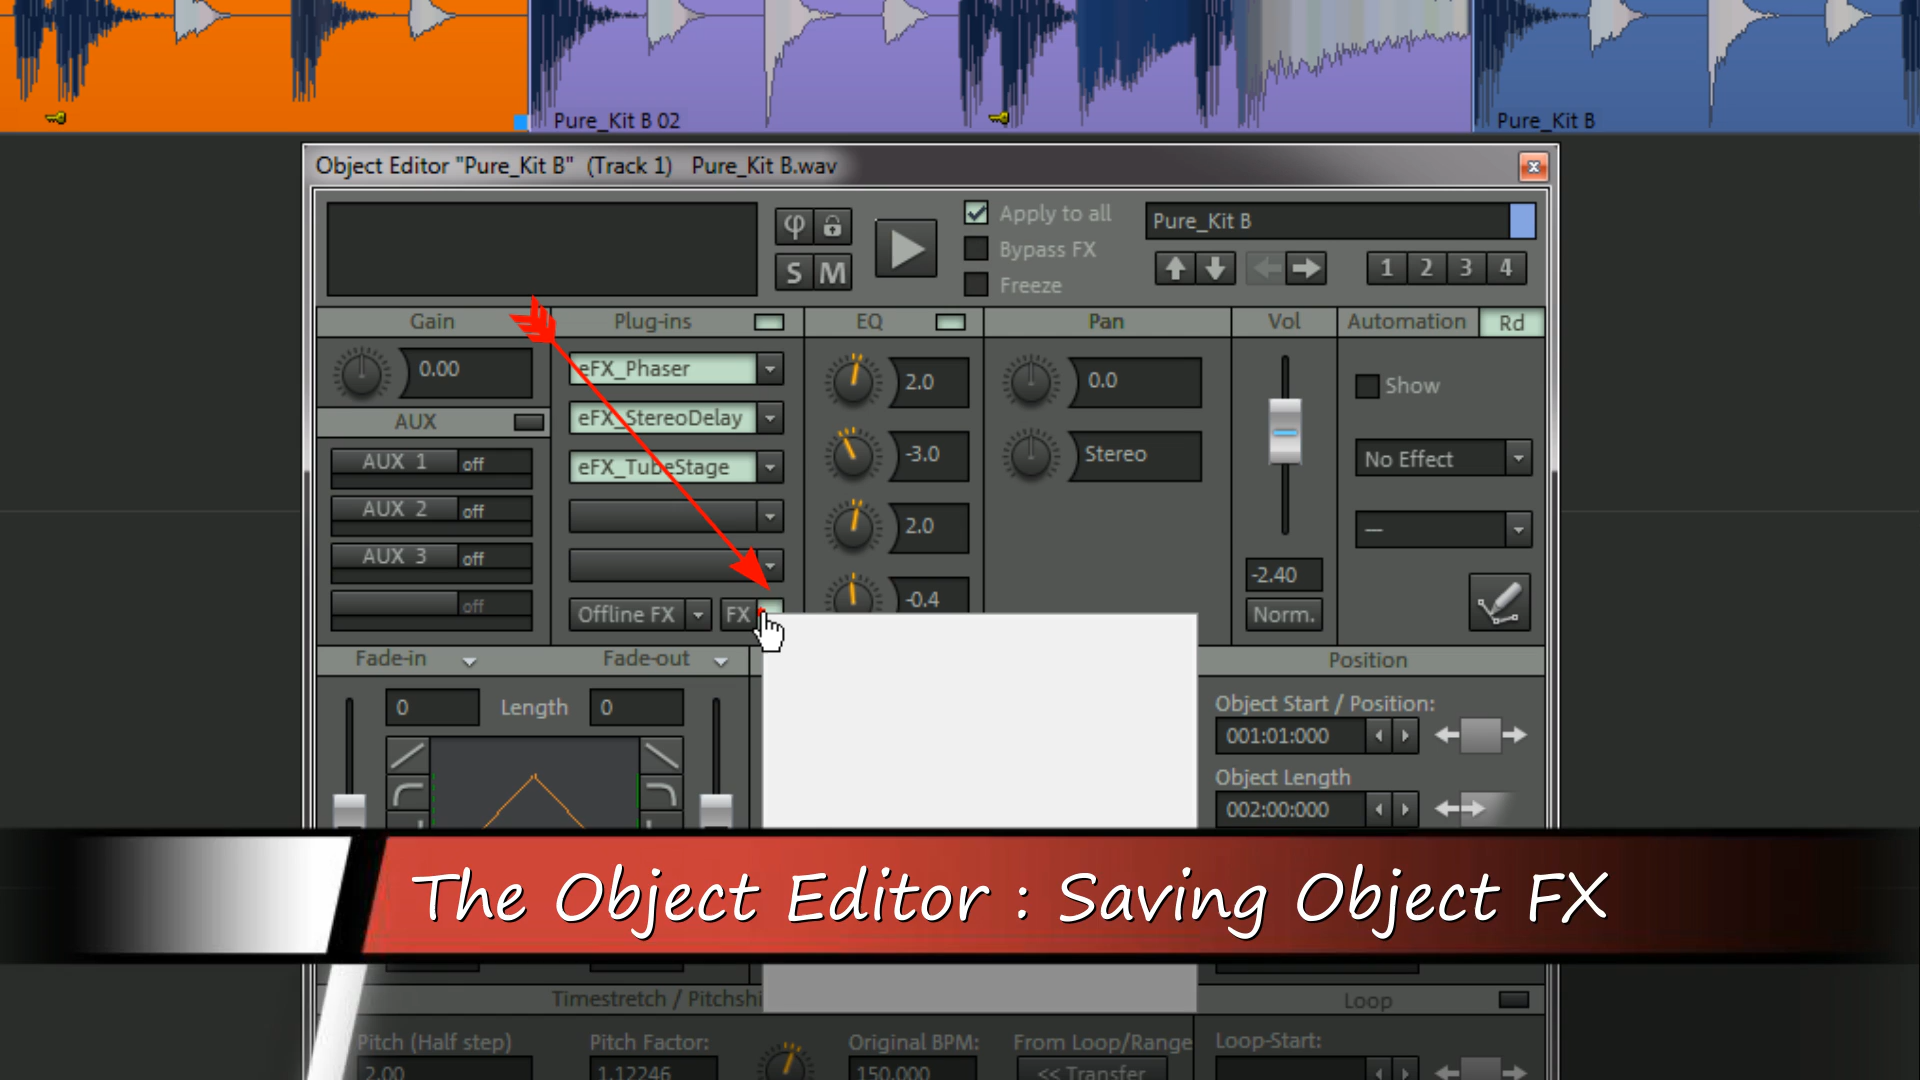 Pure_Kit B 02
Pure_Kit B
Object Editor "Pure_Kit B" (Track 1) Pure_Kit B.wav
φ
S M
Apply to all
Bypass FX
Freeze
Pure_Kit B
1 2 3 4
Gain
Plug-ins
EQ
Pan
Vol
Automation
Rd
0.00
eFX_Phaser
2.0
0.0
Show
AUX
eFX_StereoDelay
AUX 1 off
eFX_TubeStage
-3.0
Stereo
No Effect
AUX 2 off
2.0
—
AUX 3 off
-2.40
off
Offline FX
FX
-0.4
Norm.
Fade-in
Fade-out
Position
0
Length
0
Object Start / Position:
001:01:000
Object Length
002:00:000
The Object Editor : Saving Object FX
Timestretch / Pitchshi
Loop
Pitch (Half step)
Pitch Factor:
Original BPM:
From Loop/Range
Loop-Start:
2.00
1.12246
150.000
<< Transfer